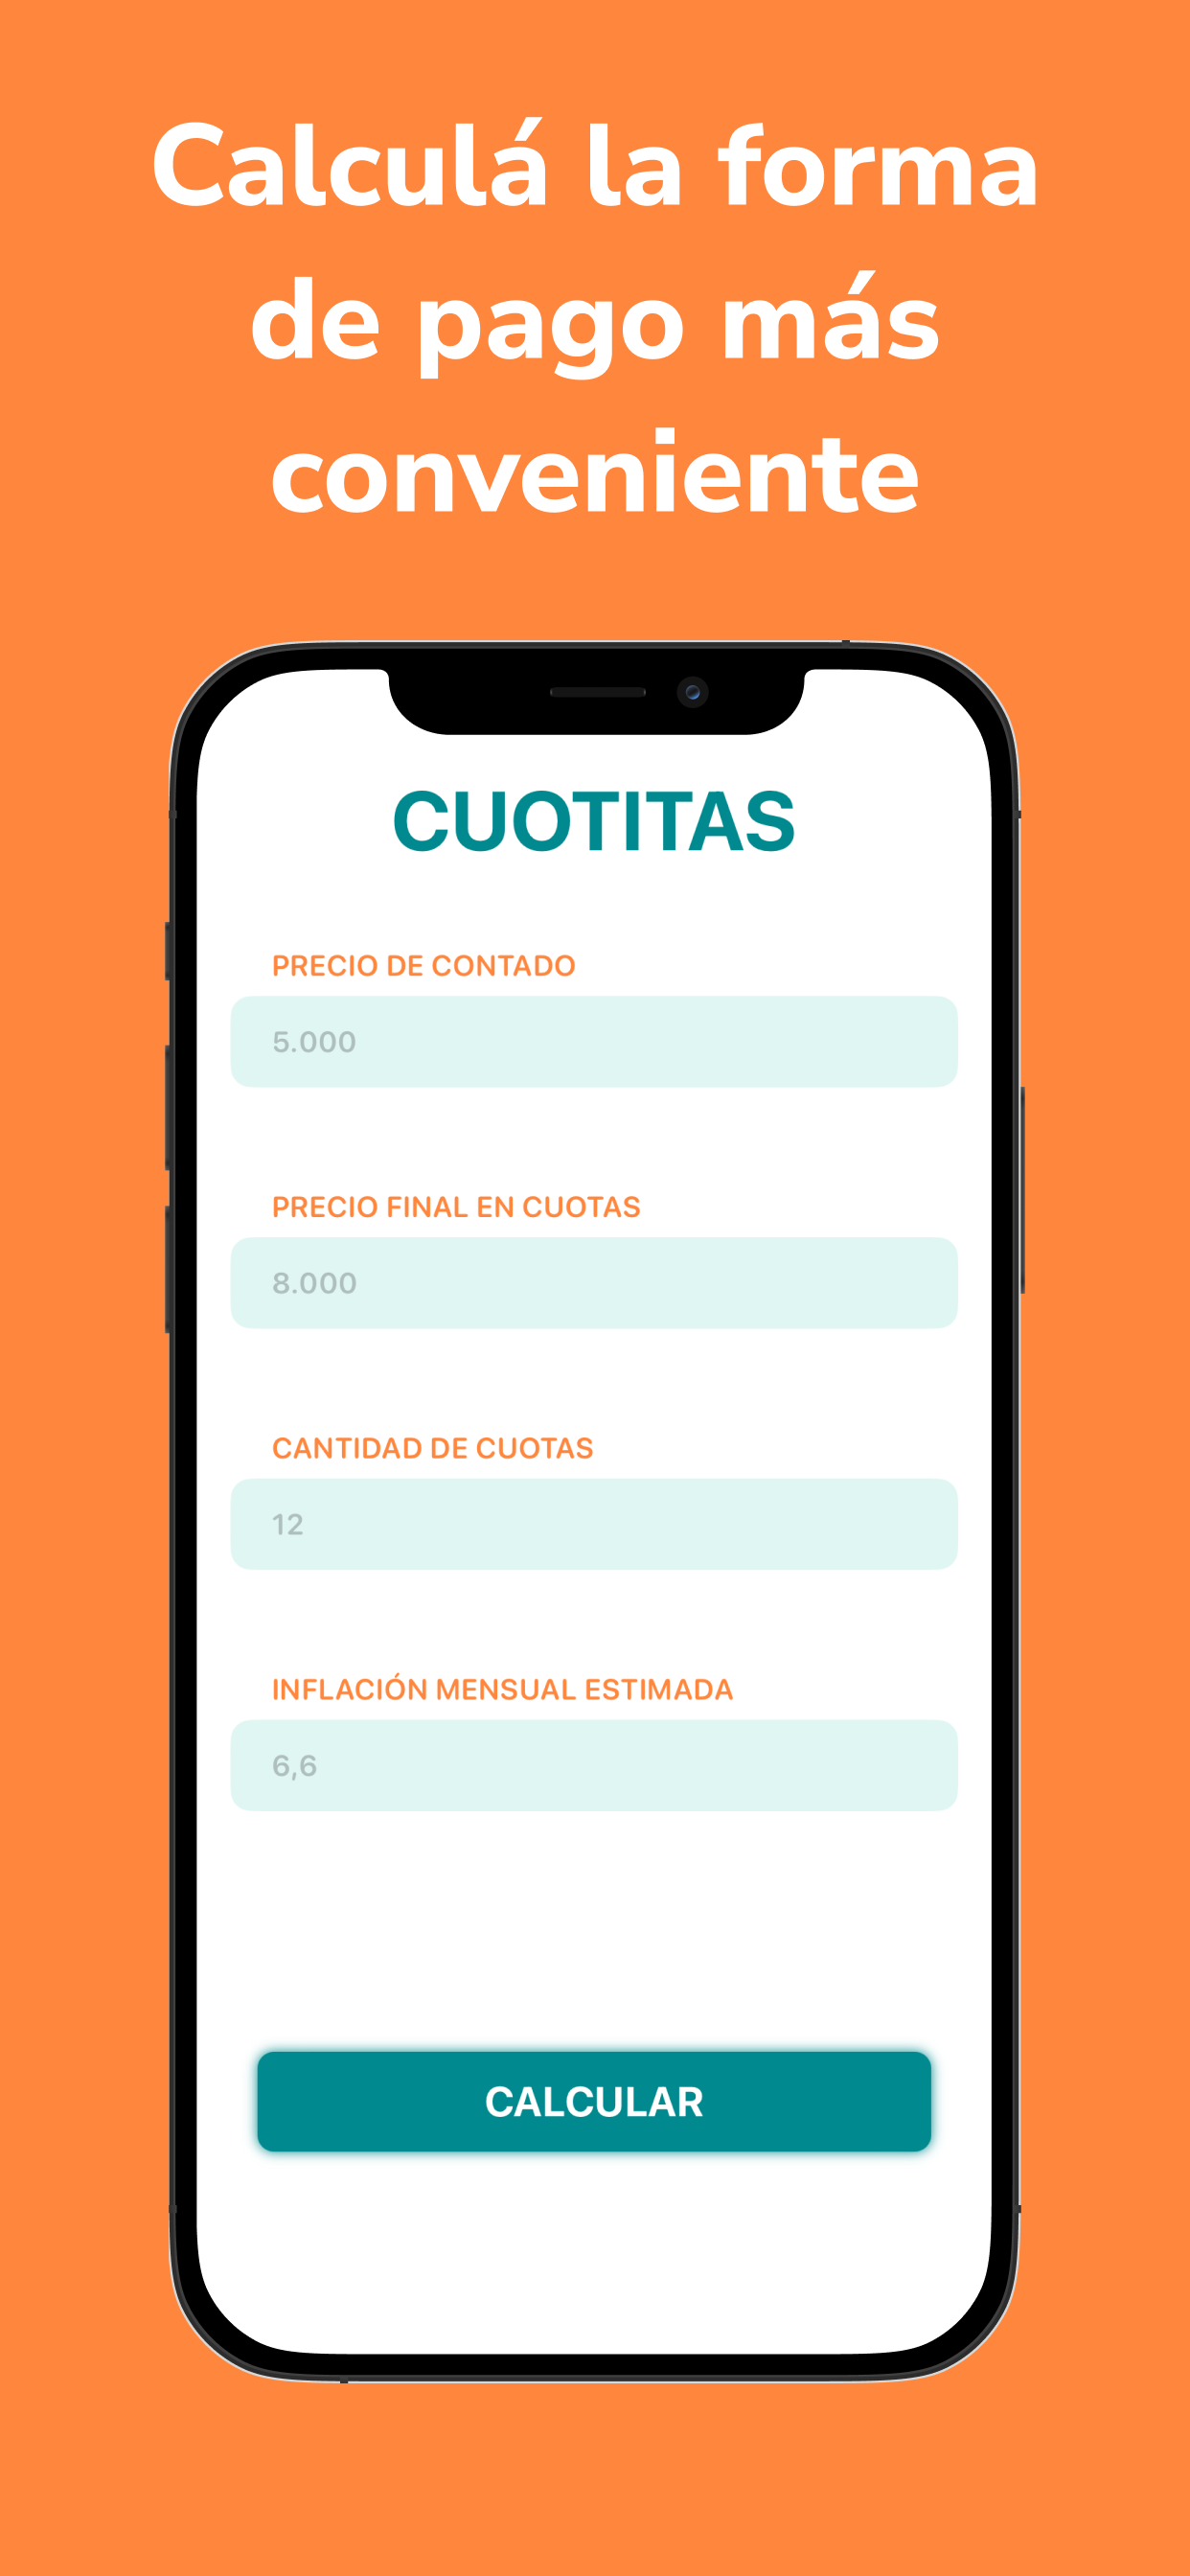 Calculá la forma
de pago más
conveniente
CUOTITAS
PRECIO DE CONTADO
5.000
PRECIO FINAL EN CUOTAS
8.000
CANTIDAD DE CUOTAS
12
INFLACIÓN MENSUAL ESTIMADA
6,6
CALCULAR